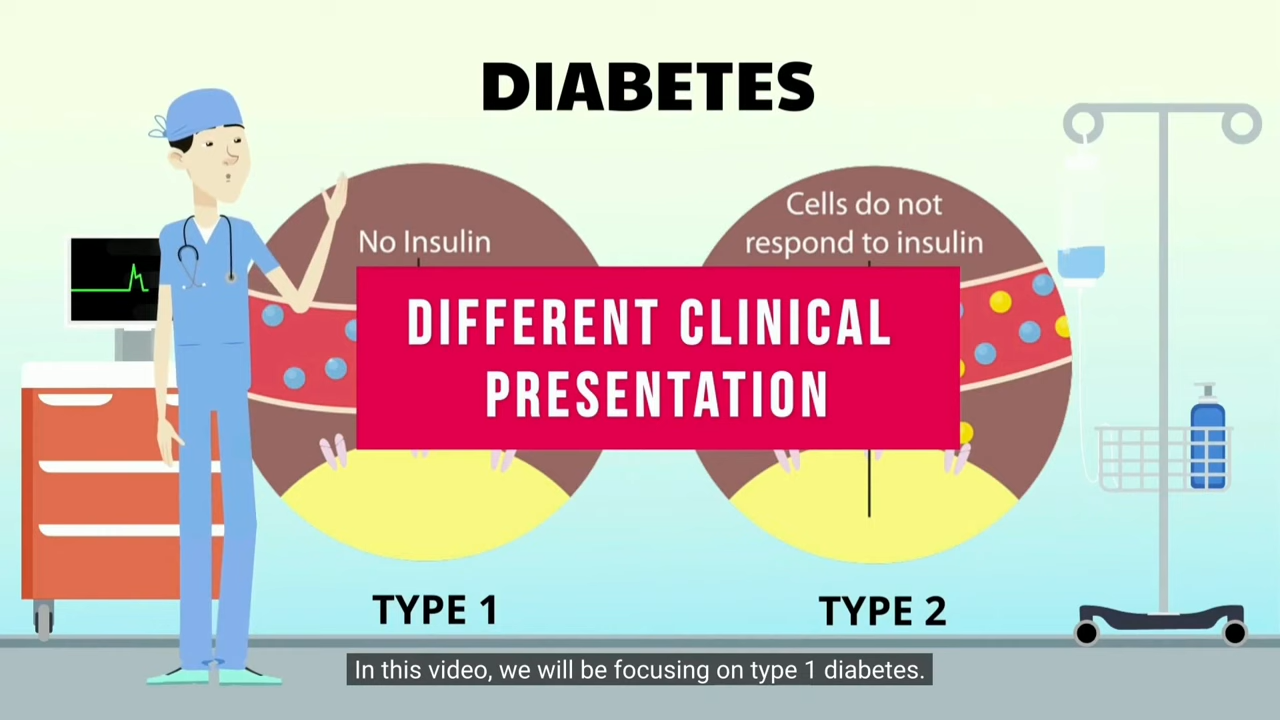 DIABETES
No Insulin
Cells do not
respond to insulin
DIFFERENT CLINICAL
PRESENTATION
TYPE 1
TYPE 2
In this video, we will be focusing on type 1 diabetes.